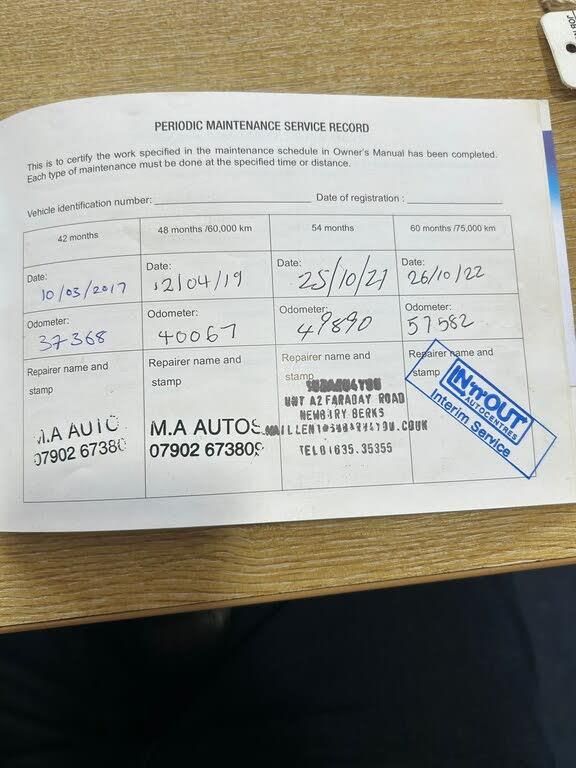 PERIODIC MAINTENANCE SERVICE RECORD
This is to certify the work specified in the maintenance schedule in Owner's Manual has been completed.
Each type of maintenance must be done at the specified time or distance.
Vehicle identification number: Date of registration :
42 months
48 months /60,000 km
54 months
60 months /75,000 km
Date:
10/03/2017
Date:
12/04/19
Date:
25/10/21
Date:
26/10/22
Odometer:
37368
Odometer:
40067
Odometer:
49890
Odometer:
57582
Repairer name and
stamp
M.A AUTO
07902 67380
Repairer name and
stamp
M.A AUTOS
07902 673809
Repairer name and
stamp
UNIT A2 FARADAY ROAD
NEWBURY BERKS
TEL01635.35355
Repairer name and
stamp
IN'n'OUT
AUTOCENTRES
Interim Service